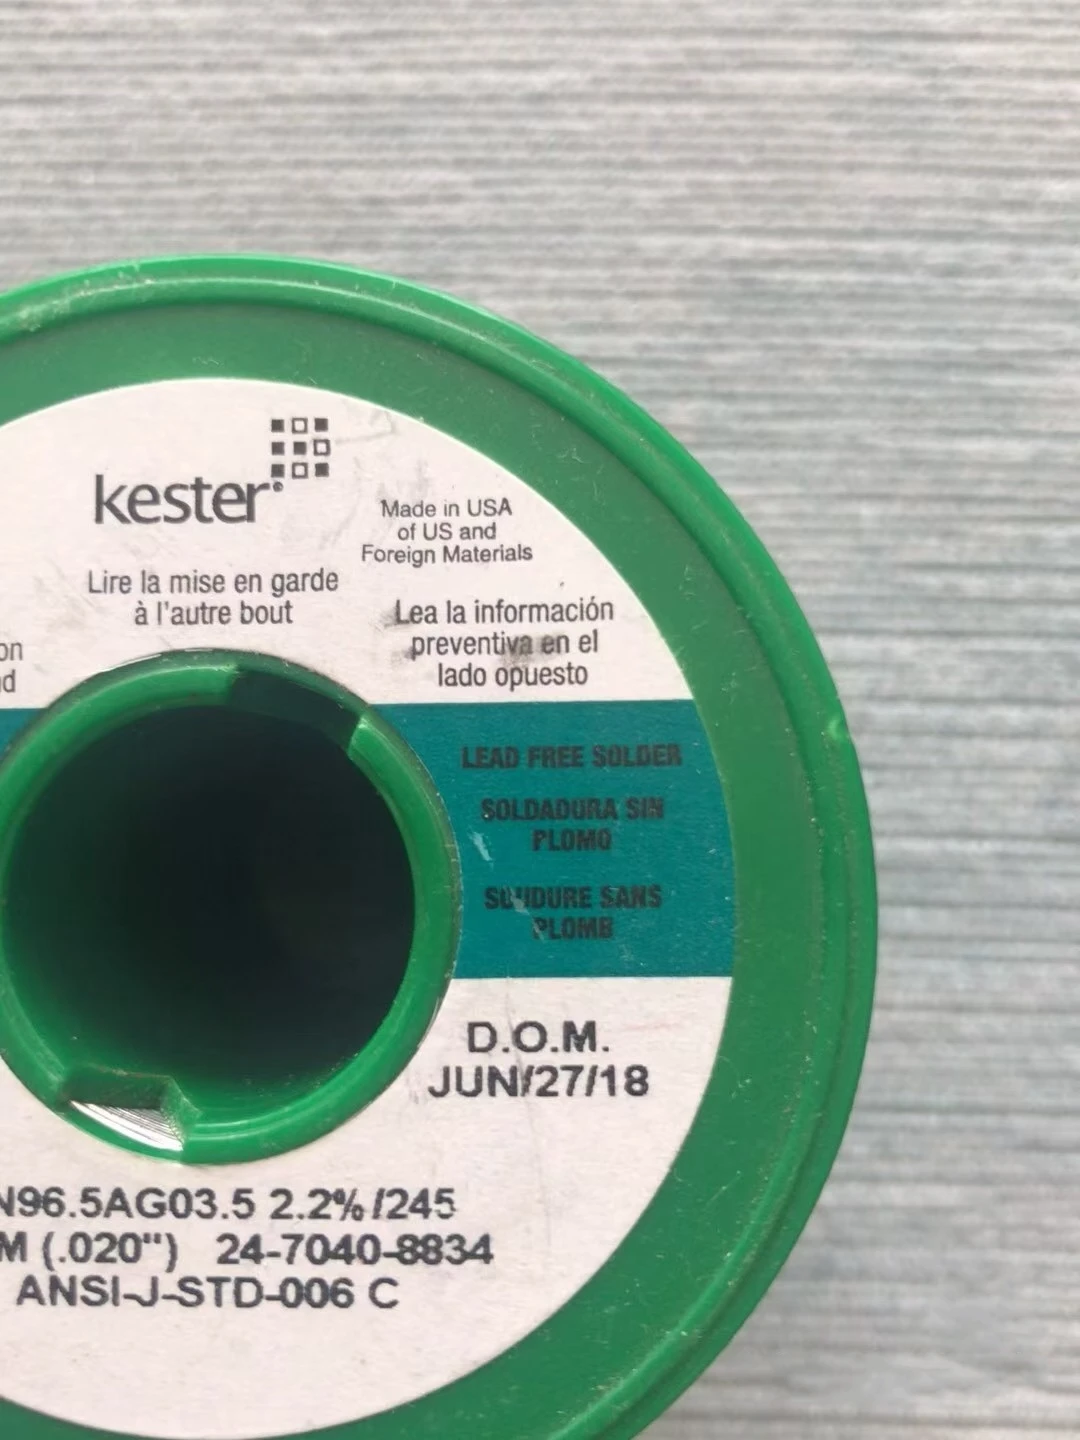 kester
Made in USA
of US and
Foreign Materials
Lire la mise en garde
à l'autre bout
Lea la información
preventiva en el
lado opuesto
LEAD FREE SOLDER
SOLDADURA SIN
PLOMO
SOUDURE SANS
PLOMB
D.O.M.
JUN/27/18
N96.5AG03.5 2.2%/245
M (.020") 24-7040-8834
ANSI-J-STD-006 C